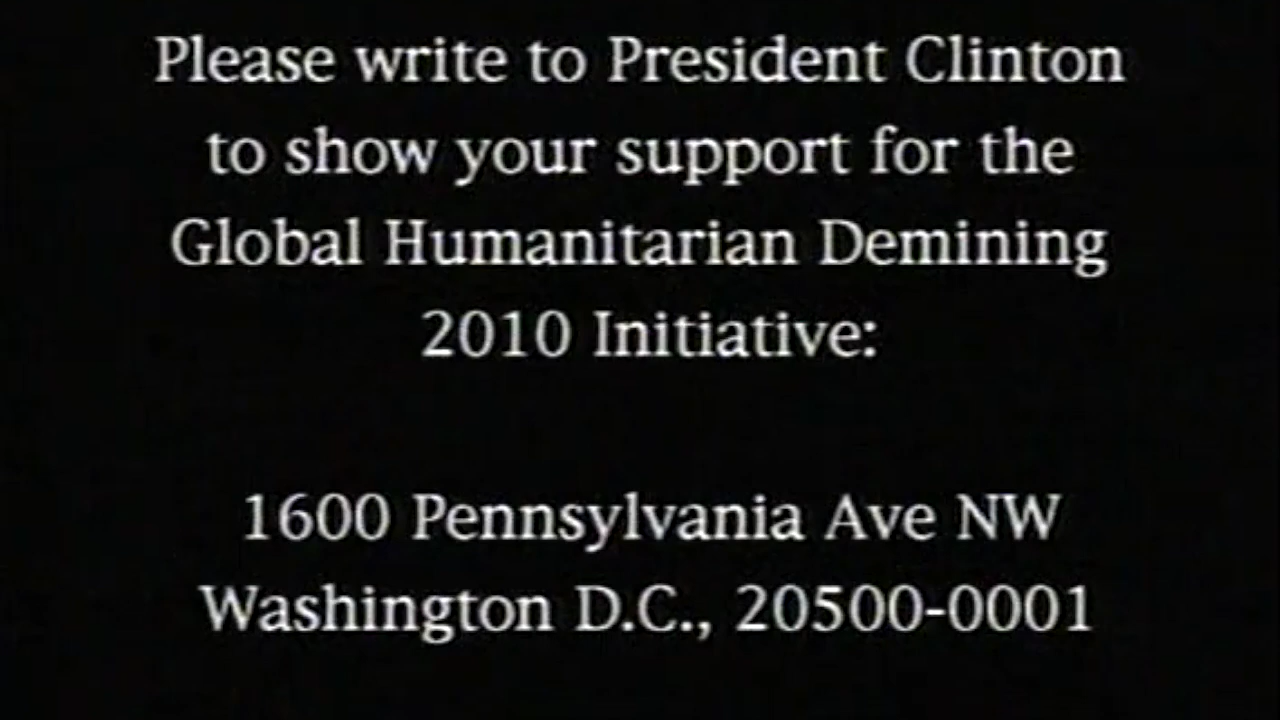 Please write to President Clinton
to show your support for the
Global Humanitarian Demining
2010 Initiative:
1600 Pennsylvania Ave NW
Washington D.C., 20500-0001